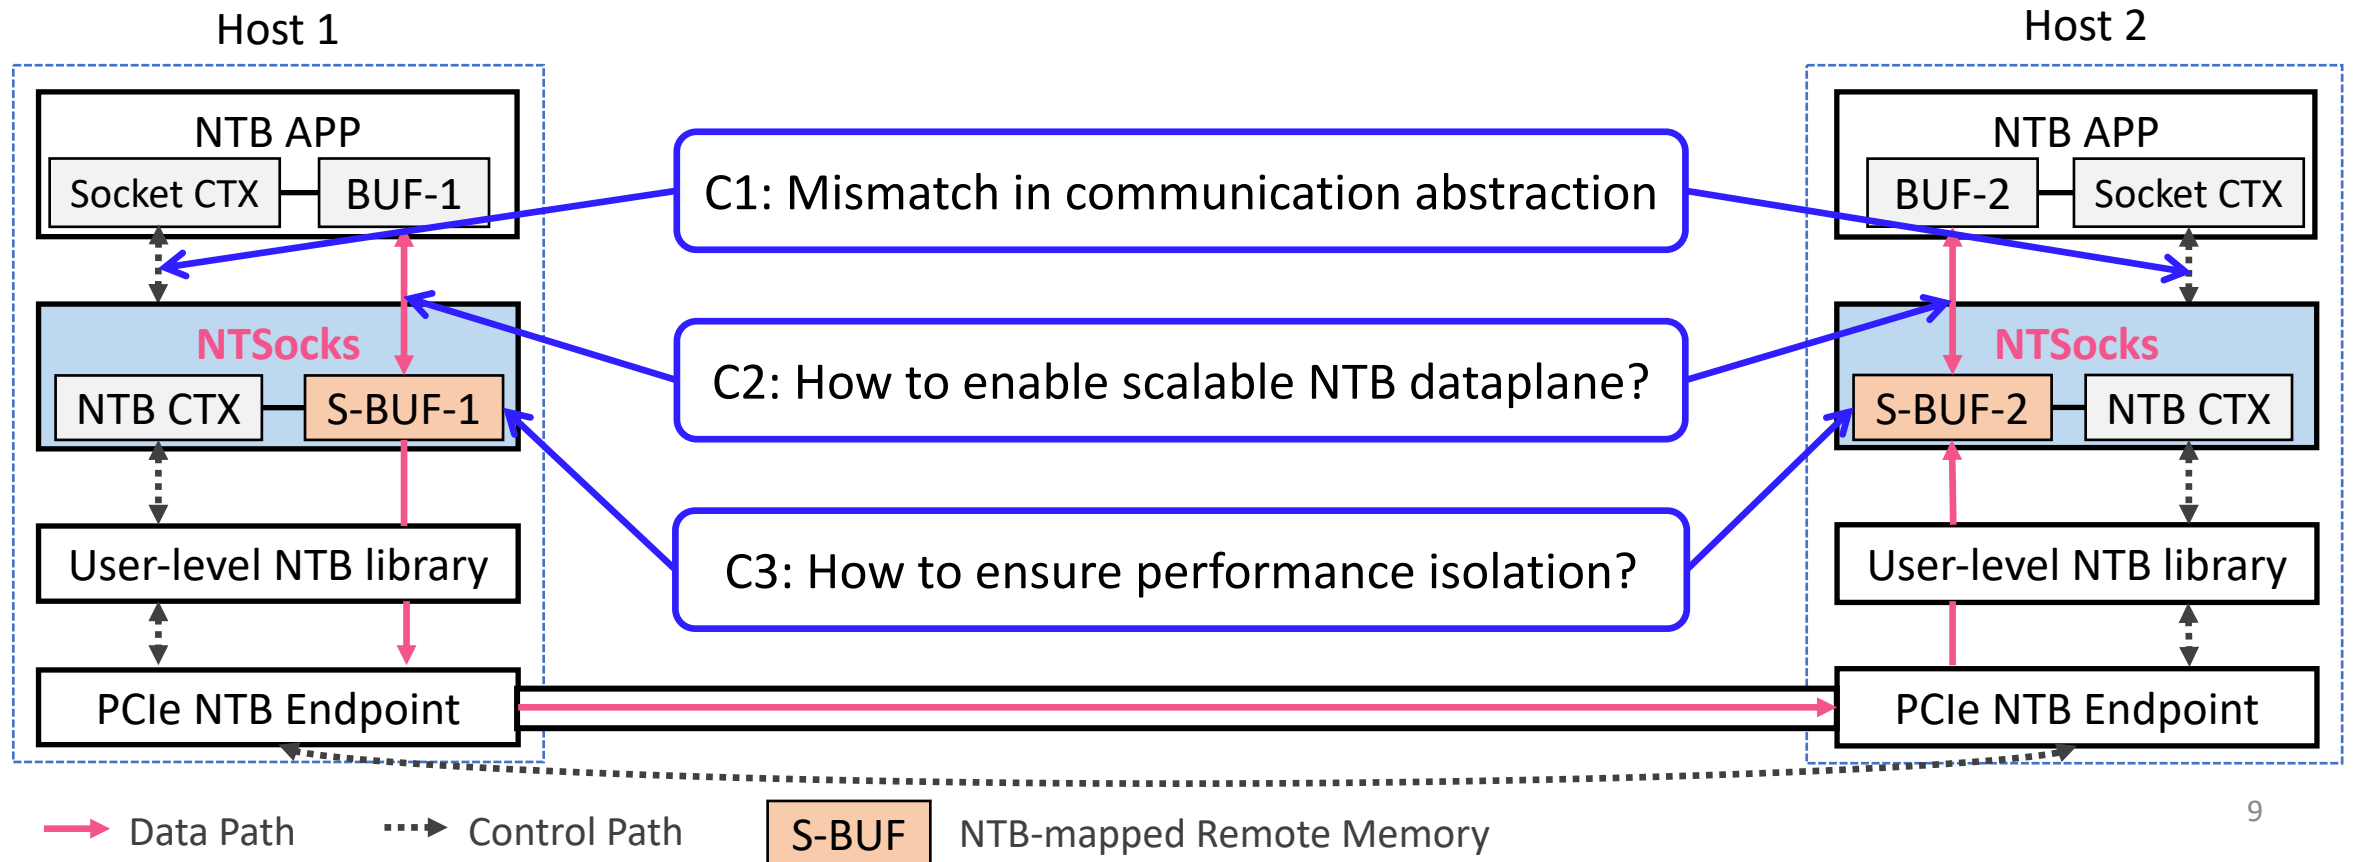 Host 1
Host 2
NTB APP
Socket CTX
BUF-1
C1: Mismatch in communication abstraction
NTB APP
BUF-2
Socket CTX
NTSocks
NTB CTX
S-BUF-1
C2: How to enable scalable NTB dataplane?
NTSocks
S-BUF-2
NTB CTX
User-level NTB library
C3: How to ensure performance isolation?
User-level NTB library
PCIe NTB Endpoint
PCIe NTB Endpoint
Data Path
Control Path
S-BUF
NTB-mapped Remote Memory
9